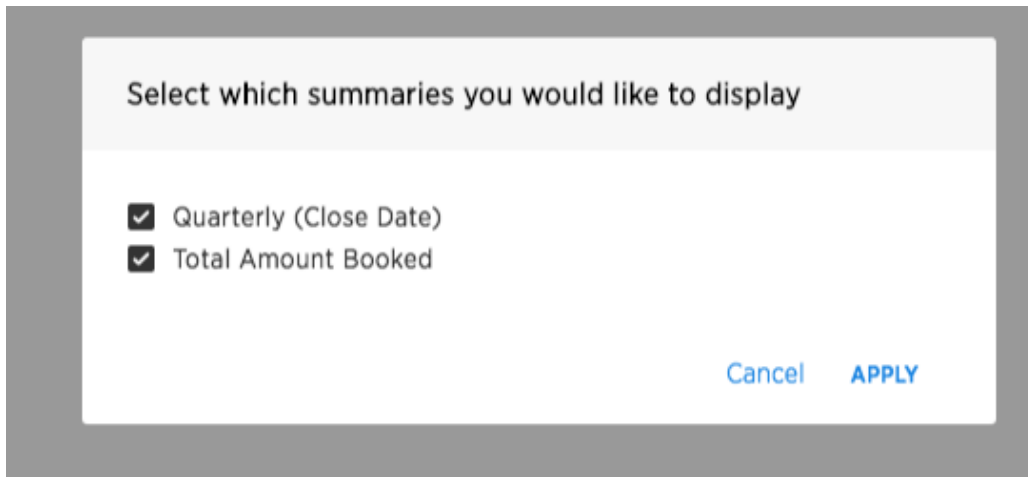 Select which summaries you would like to display
Quarterly (Close Date)
Total Amount Booked
Cancel APPLY